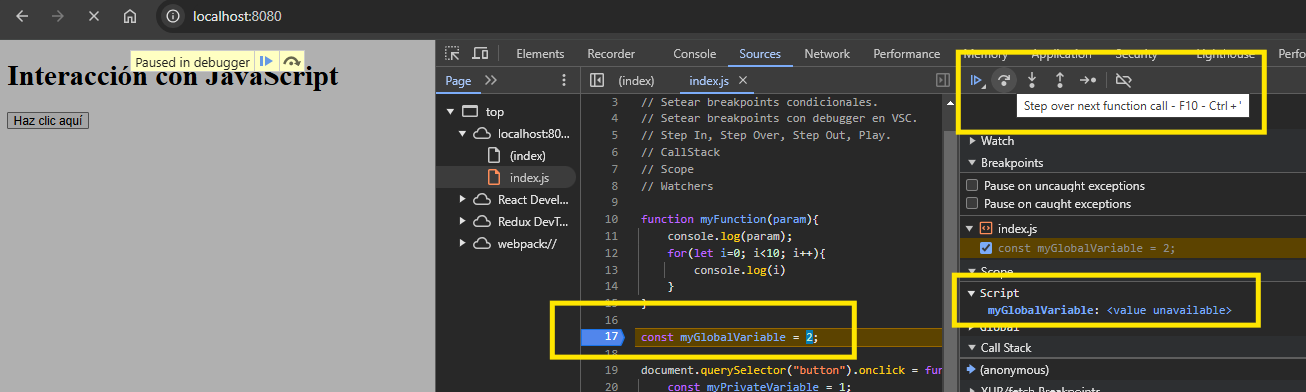 localhost:8080
Paused in debugger
Interacción con JavaScript
Haz clic aquí
Elements Recorder Console Sources Network Performance Memory Application Security Lighthouse
Page
top
localhost:80...
(index)
index.js
React Devel...
Redux DevT...
webpack://
(index) index.js
3 // Setear breakpoints condicionales.
4 // Setear breakpoints con debugger en VSC.
5 // Step In, Step Over, Step Out, Play.
6 // CallStack
7 // Scope
8 // Watchers
9
10 function myFunction(param){
11 console.log(param);
12 for(let i=0; i<10; i++){
13 console.log(i)
14 }
15 }
16
17 const myGlobalVariable = 2;
18
19 document.querySelector("button").onclick = fun
20 const myPrivateVariable = 1;
Step over next function call - F10 - Ctrl + '
Watch
Breakpoints
Pause on uncaught exceptions
Pause on caught exceptions
index.js
const myGlobalVariable = 2;
Scope
Script
myGlobalVariable: <value unavailable>
Global
Call Stack
(anonymous)
XHR/fetch Breakpoints